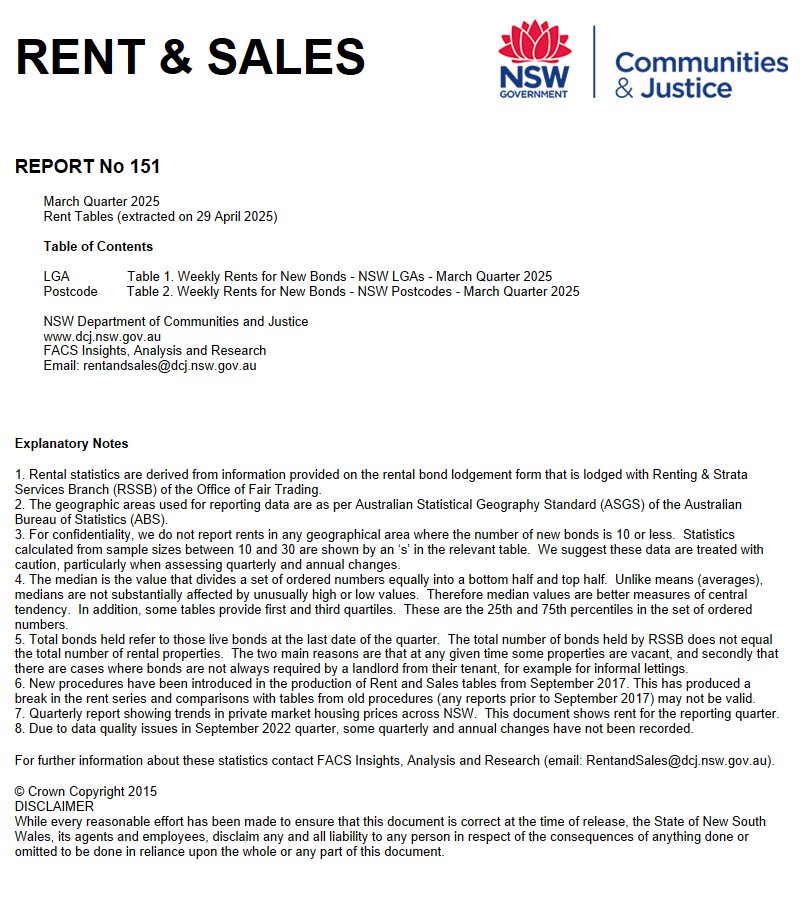 RENT & SALES
NSW
GOVERNMENT
Communities
& Justice
REPORT No 151
March Quarter 2025
Rent Tables (extracted on 29 April 2025)
Table of Contents
LGA Table 1. Weekly Rents for New Bonds - NSW LGAs - March Quarter 2025
Postcode Table 2. Weekly Rents for New Bonds - NSW Postcodes - March Quarter 2025
NSW Department of Communities and Justice
www.dcj.nsw.gov.au
FACS Insights, Analysis and Research
Email: rentandsales@dcj.nsw.gov.au
Explanatory Notes
1. Rental statistics are derived from information provided on the rental bond lodgement form that is lodged with Renting & Strata
Services Branch (RSSB) of the Office of Fair Trading.
2. The geographic areas used for reporting data are as per Australian Statistical Geography Standard (ASGS) of the Australian
Bureau of Statistics (ABS).
3. For confidentiality, we do not report rents in any geographical area where the number of new bonds is 10 or less.  Statistics
calculated from sample sizes between 10 and 30 are shown by an ‘s’ in the relevant table.  We suggest these data are treated with
caution, particularly when assessing quarterly and annual changes.
4. The median is the value that divides a set of ordered numbers equally into a bottom half and top half.  Unlike means (averages),
medians are not substantially affected by unusually high or low values.  Therefore median values are better measures of central
tendency.  In addition, some tables provide first and third quartiles.  These are the 25th and 75th percentiles in the set of ordered
numbers.
5. Total bonds held refer to those live bonds at the last date of the quarter.  The total number of bonds held by RSSB does not equal
the total number of rental properties.  The two main reasons are that at any given time some properties are vacant, and secondly that
there are cases where bonds are not always required by a landlord from their tenant, for example for informal lettings.
6. New procedures have been introduced in the production of Rent and Sales tables from September 2017. This has produced a
break in the rent series and comparisons with tables from old procedures (any reports prior to September 2017) may not be valid.
7. Quarterly report showing trends in private market housing prices across NSW.  This document shows rent for the reporting quarter.
8. Due to data quality issues in September 2022 quarter, some quarterly and annual changes have not been recorded.
For further information about these statistics contact FACS Insights, Analysis and Research (email: RentandSales@dcj.nsw.gov.au).
© Crown Copyright 2015
DISCLAIMER
While every reasonable effort has been made to ensure that this document is correct at the time of release, the State of New South
Wales, its agents and employees, disclaim any and all liability to any person in respect of the consequences of anything done or
omitted to be done in reliance upon the whole or any part of this document.